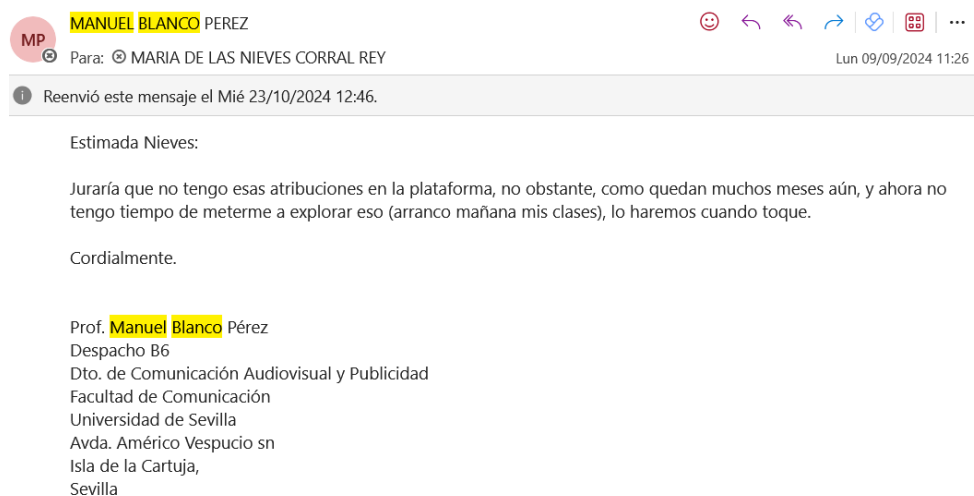 MANUEL BLANCO PEREZ
MP
Para: MARIA DE LAS NIEVES CORRAL REY
Lun 09/09/2024 11:26
Reenvió este mensaje el Mié 23/10/2024 12:46.
Estimada Nieves:
Juraría que no tengo esas atribuciones en la plataforma, no obstante, como quedan muchos meses aún, y ahora no
tengo tiempo de meterme a explorar eso (arranco mañana mis clases), lo haremos cuando toque.
Cordialmente.
Prof. Manuel Blanco Pérez
Despacho B6
Dto. de Comunicación Audiovisual y Publicidad
Facultad de Comunicación
Universidad de Sevilla
Avda. Américo Vespucio sn
Isla de la Cartuja,
Sevilla